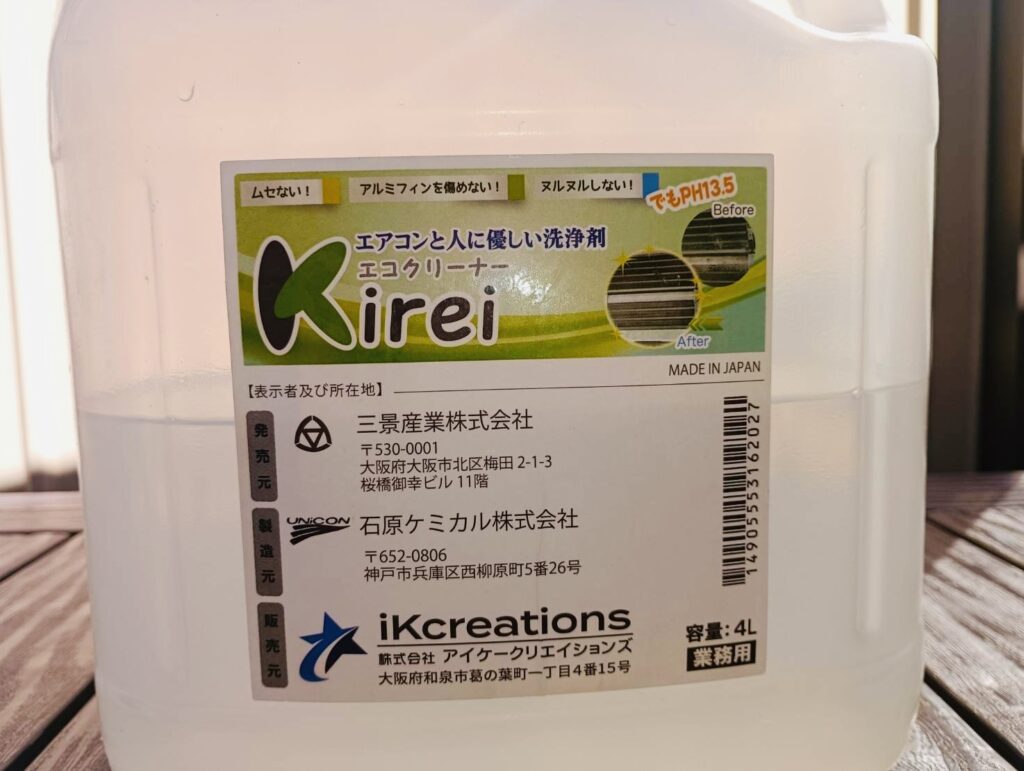 ムセない!
アルミフィンを傷めない!
ヌルヌルしない!
でもPH13.5
Before
エアコンと人に優しい洗浄剤
エコクリーナー
Kirei
After
MADE IN JAPAN
【表示者及び所在地】
発売元
三景産業株式会社
〒530-0001
大阪府大阪市北区梅田2-1-3
桜橋御幸ビル 11階
製造元
UNiCON
石原ケミカル株式会社
〒652-0806
神戸市兵庫区西柳原町5番26号
販売元
iKcreations
株式会社 アイケークリエイションズ
大阪府和泉市葛の葉町一丁目4番15号
14905553162027
容量:4L
業務用